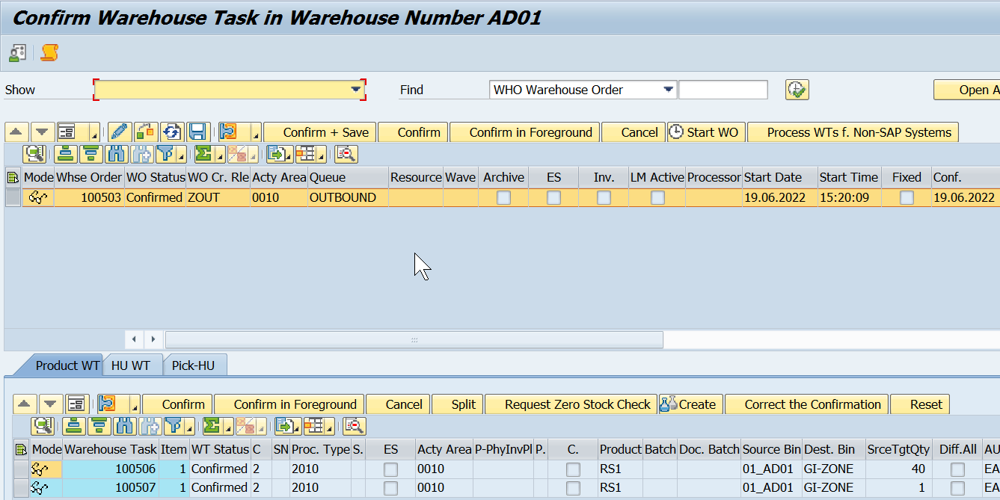 Confirm Warehouse Task in Warehouse Number AD01
Show Find WHO Warehouse Order Open A
Confirm + Save Confirm Confirm in Foreground Cancel Start WO Process WTs f. Non-SAP Systems
Mode Whse Order WO Status WO Cr. Rle Acty Area Queue Resource Wave Archive ES Inv. LM Active Processor Start Date Start Time Fixed Conf.
100503 Confirmed ZOUT 0010 OUTBOUND 19.06.2022 15:20:09 19.06.2022
Product WT HU WT Pick-HU
Confirm Confirm in Foreground Cancel Split Request Zero Stock Check Create Correct the Confirmation Reset
Mode Warehouse Task Item WT Status C SN Proc. Type S. ES Acty Area P-PhyInvPl P. C. Product Batch Doc. Batch Source Bin Dest. Bin SrceTgtQty Diff.All AU
100506 1 Confirmed 2 2010 0010 RS1 01_AD01 GI-ZONE 40 EA
100507 1 Confirmed 2 2010 0010 RS1 01_AD01 GI-ZONE 1 EA